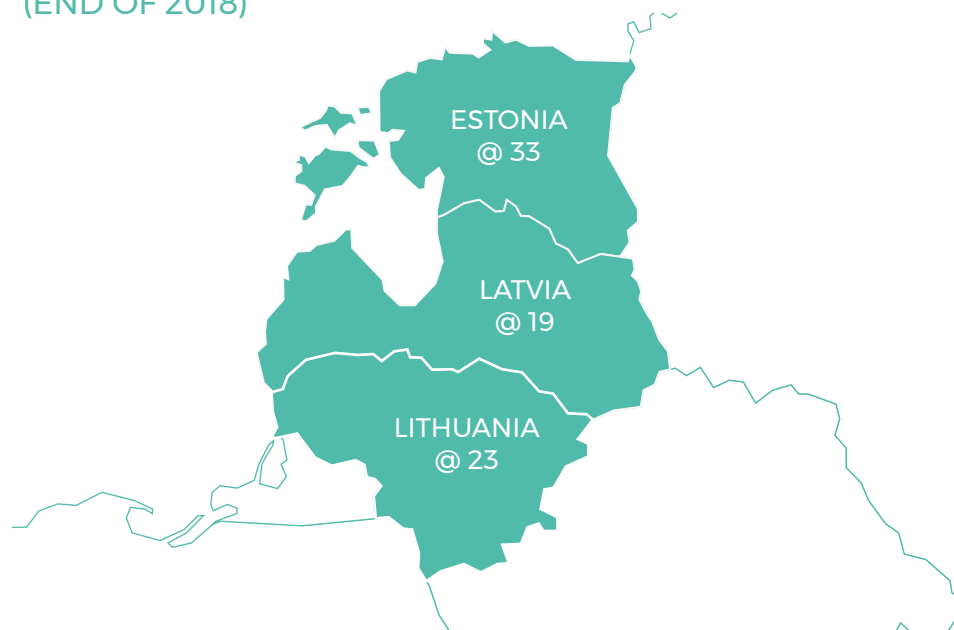 (END OF 2018)
ESTONIA
@ 33
LATVIA
@ 19
LITHUANIA
@ 23